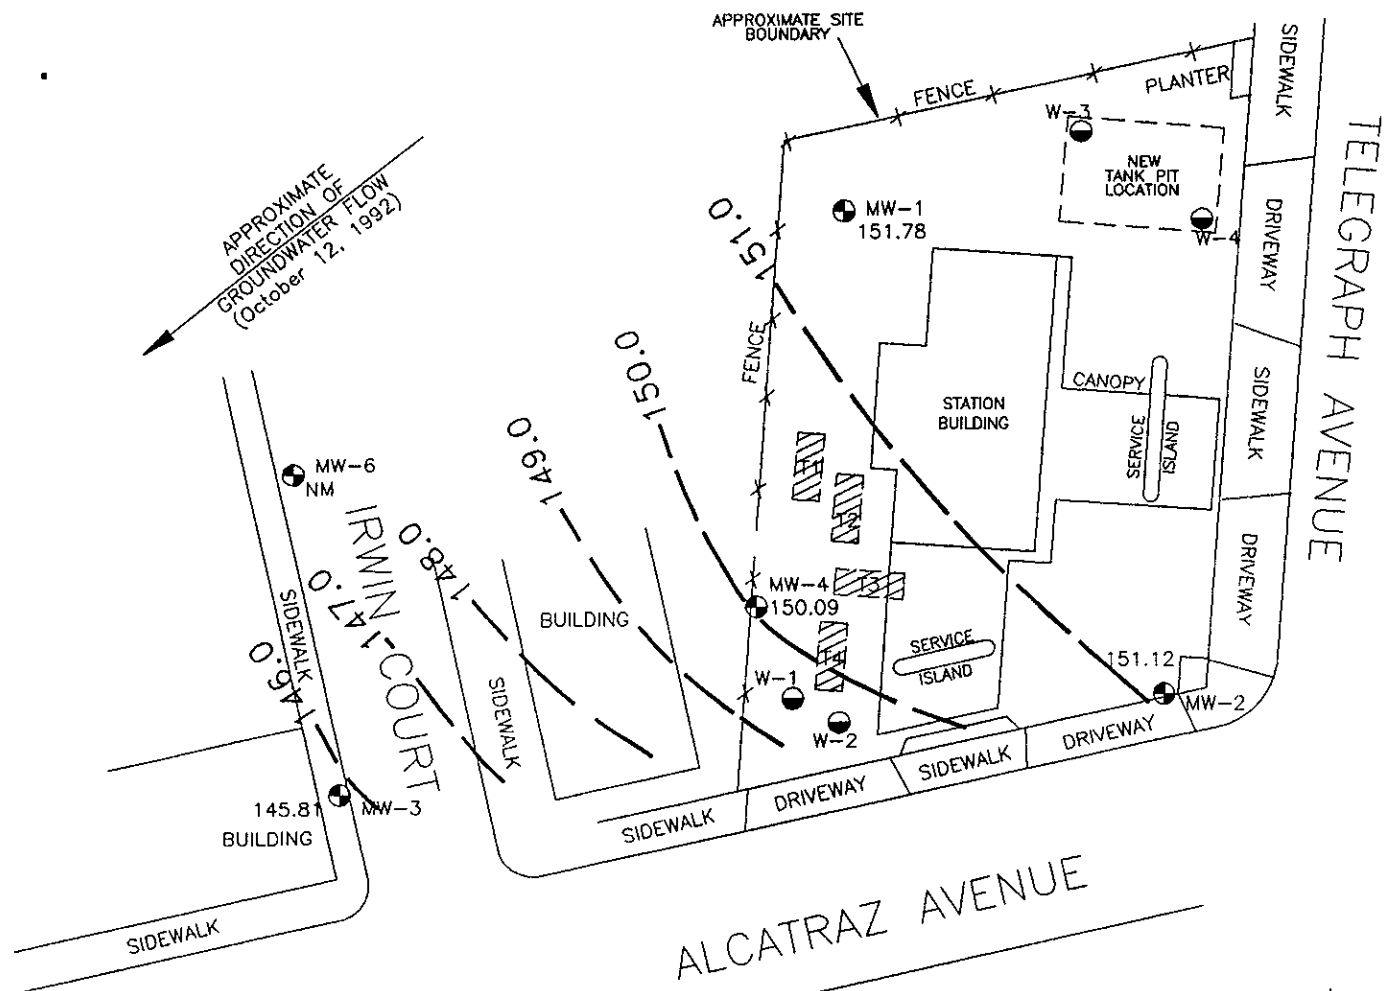 APPROXIMATE SITE
BOUNDARY
FENCE
PLANTER
SIDEWALK
TELEGRAPH AVENUE
W-3
NEW
TANK PIT
LOCATION
W-4
DRIVEWAY
APPROXIMATE
DIRECTION OF
GROUNDWATER FLOW
(October 12, 1992)
MW-1
151.78
151.0
FENCE
150.0
STATION
BUILDING
CANOPY
SERVICE
ISLAND
SIDEWALK
DRIVEWAY
149.0
MW-6
NM
IRWIN COURT
148.0
147.0
146.0
SIDEWALK
BUILDING
SIDEWALK
T1
T2
T3
T4
MW-4
150.09
W-1
W-2
SERVICE
ISLAND
151.12
MW-2
145.81
MW-3
BUILDING
SIDEWALK
SIDEWALK
DRIVEWAY
SIDEWALK
DRIVEWAY
ALCATRAZ AVENUE